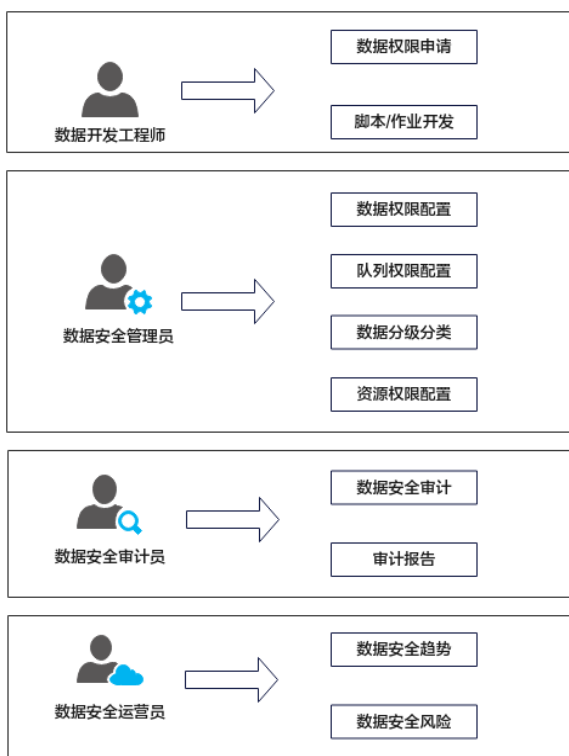 数据权限申请
数据开发工程师
脚本/作业开发
数据权限配置
队列权限配置
数据安全管理员
数据分级分类
资源权限配置
数据安全审计
数据安全审计员
审计报告
数据安全趋势
数据安全运营员
数据安全风险